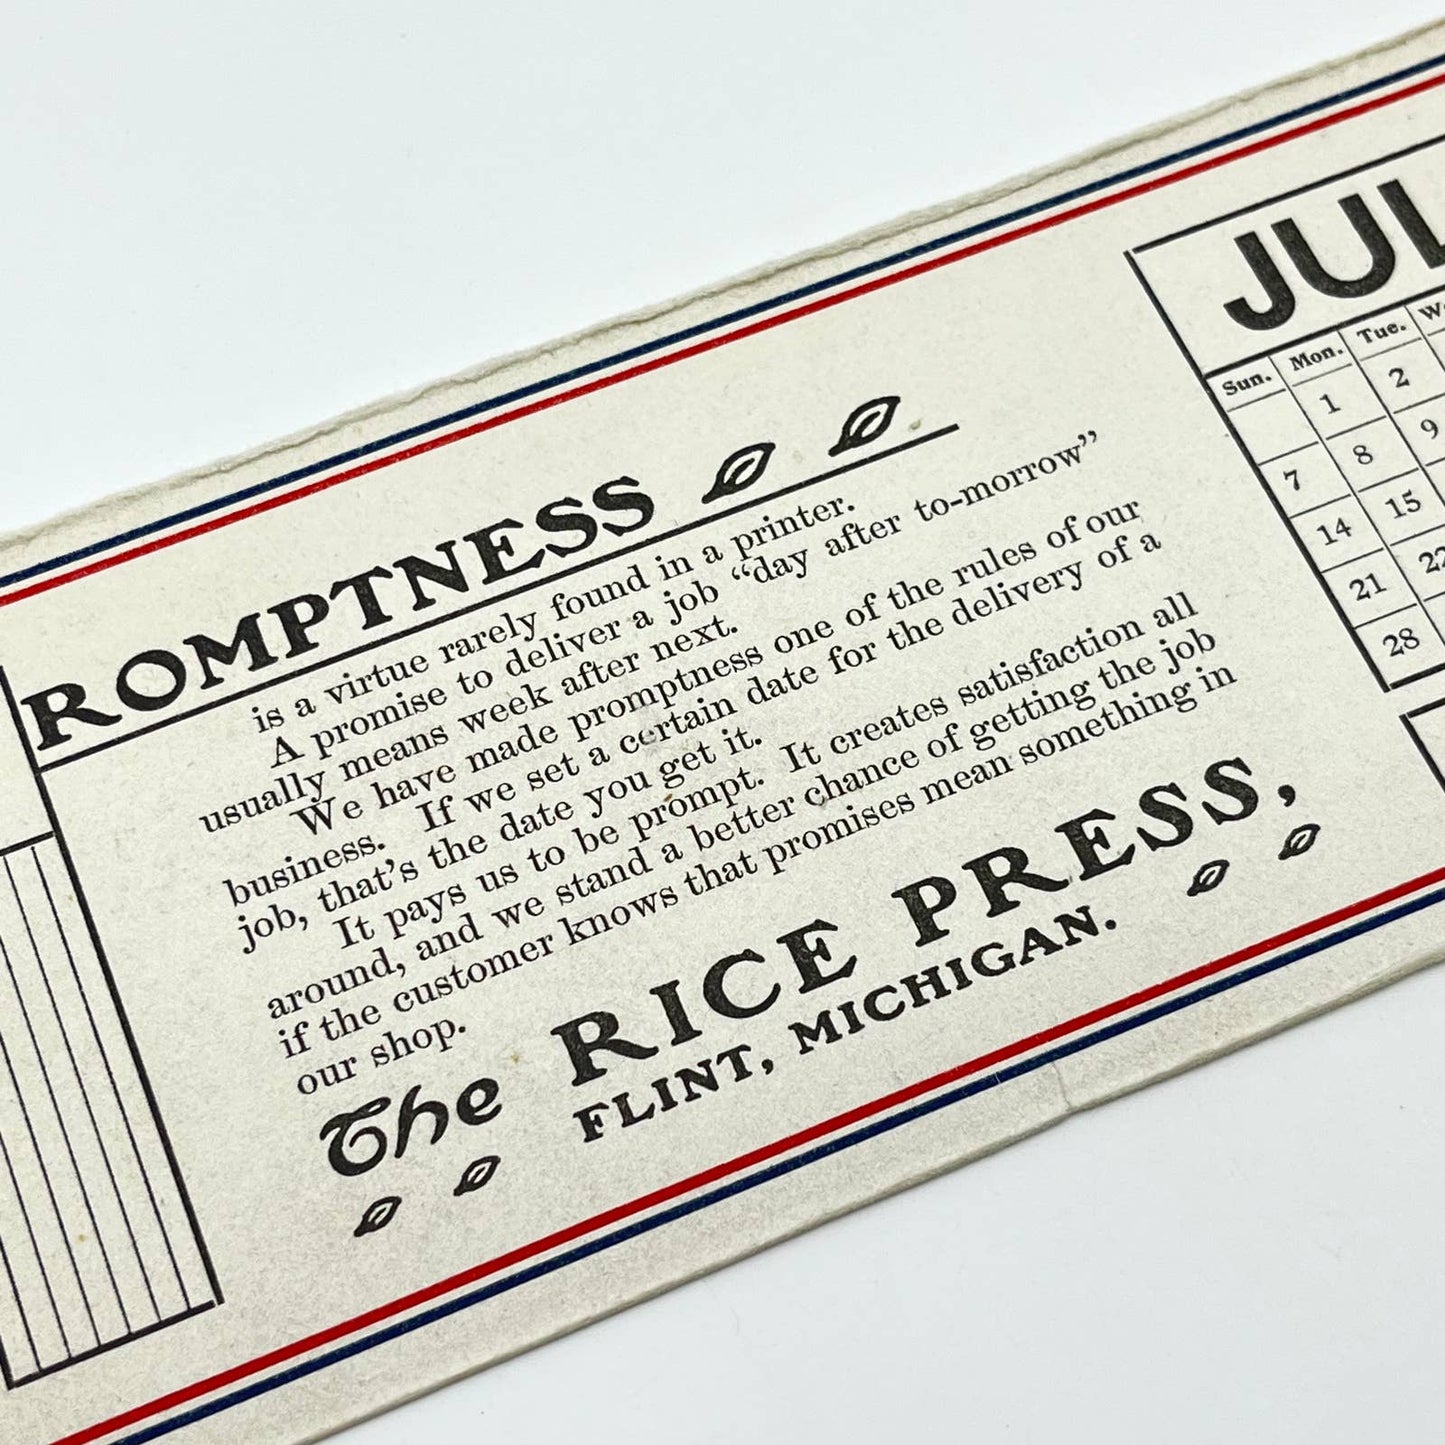 ROMPTNESS
is a virtue rarely found in a printer.
A promise to deliver a job “day after to-morrow”
usually means week after next.
We have made promptness one of the rules of our
business. If we set a certain date for the delivery of a
job, that's the date you get it.
It pays us to be prompt. It creates satisfaction all
around, and we stand a better chance of getting the job
if the customer knows that promises mean something in
our shop.
The RICE PRESS,
FLINT, MICHIGAN.
JUL
Sun. Mon. Tue.
1 2
7 8 9
14 15
21 22
28